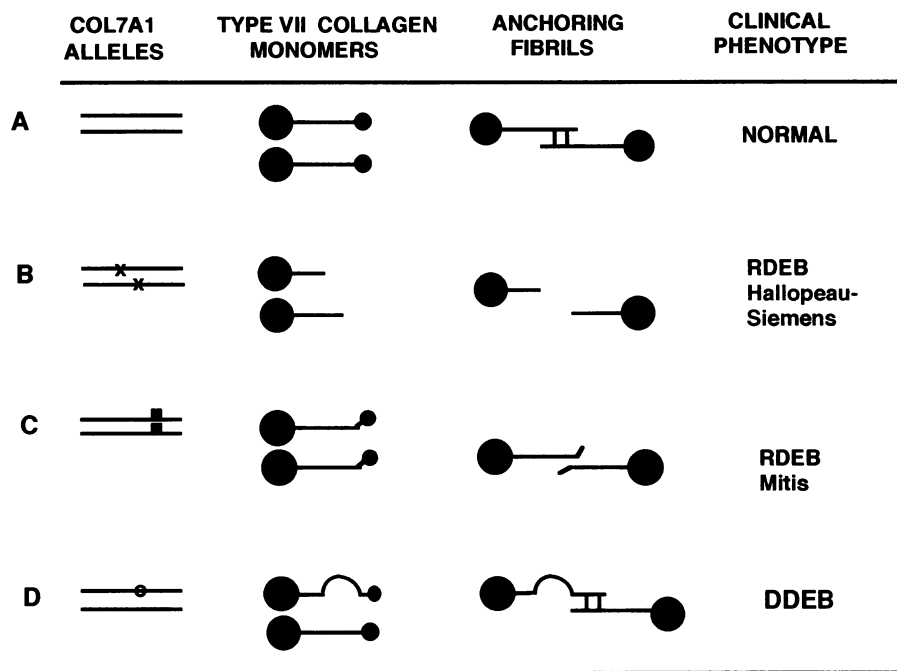 COL7A1
ALLELES
TYPE VII COLLAGEN
MONOMERS
ANCHORING
FIBRILS
CLINICAL
PHENOTYPE
A
NORMAL
B
RDEB
Hallopeau-
Siemens
C
RDEB
Mitis
D
DDEB